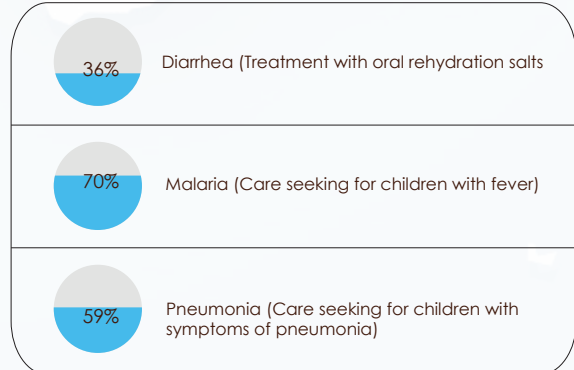 36%
Diarrhea (Treatment with oral rehydration salts
70%
Malaria (Care seeking for children with fever)
59%
Pneumonia (Care seeking for children with
symptoms of pneumonia)